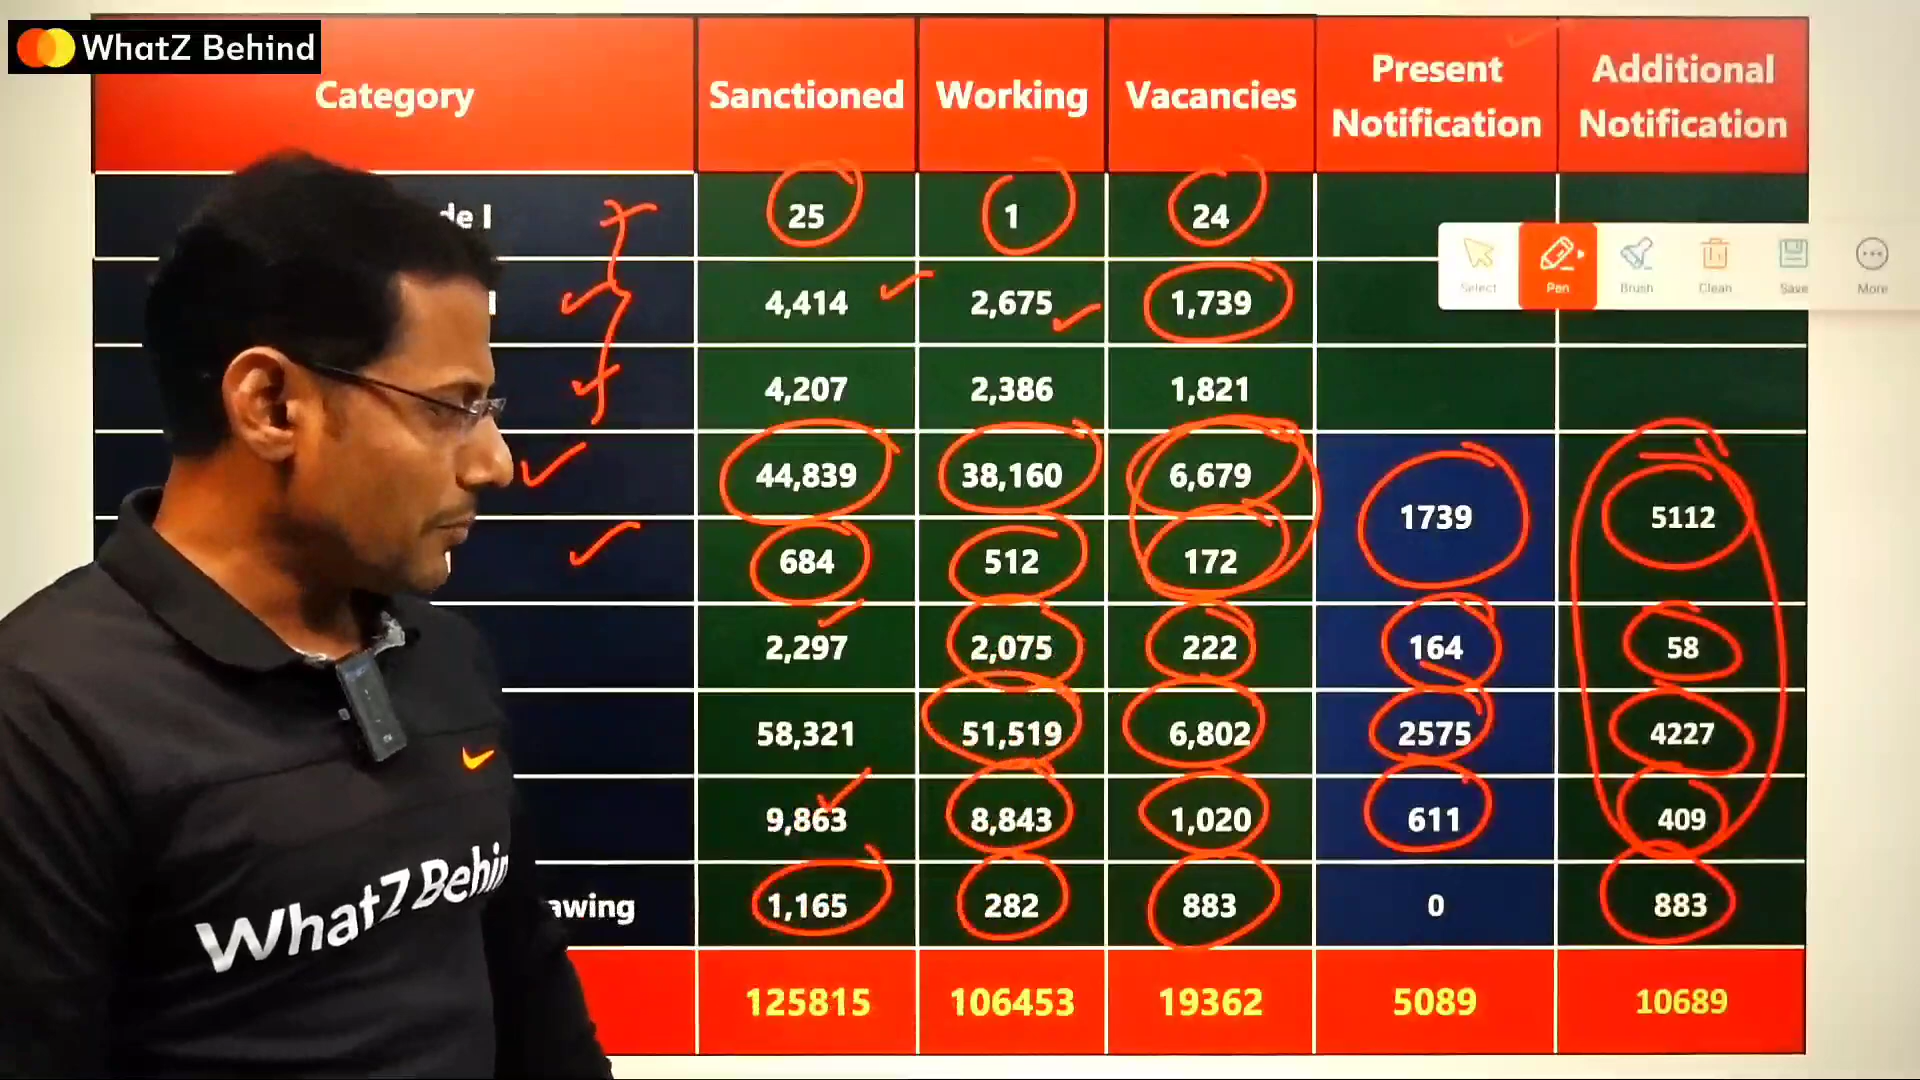 WhatZ Behind
Category
Sanctioned
Working
Vacancies
Present
Notification
Additional
Notification
de I
25
1
24
I
4,414
2,675
1,739
4,207
2,386
1,821
44,839
38,160
6,679
1739
5112
684
512
172
2,297
2,075
222
164
58
58,321
51,519
6,802
2575
4227
9,863
8,843
1,020
611
409
awing
1,165
282
883
0
883
125815
106453
19362
5089
10689
Select
Pen
Brush
Clean
Save
More
WhatZ Behin